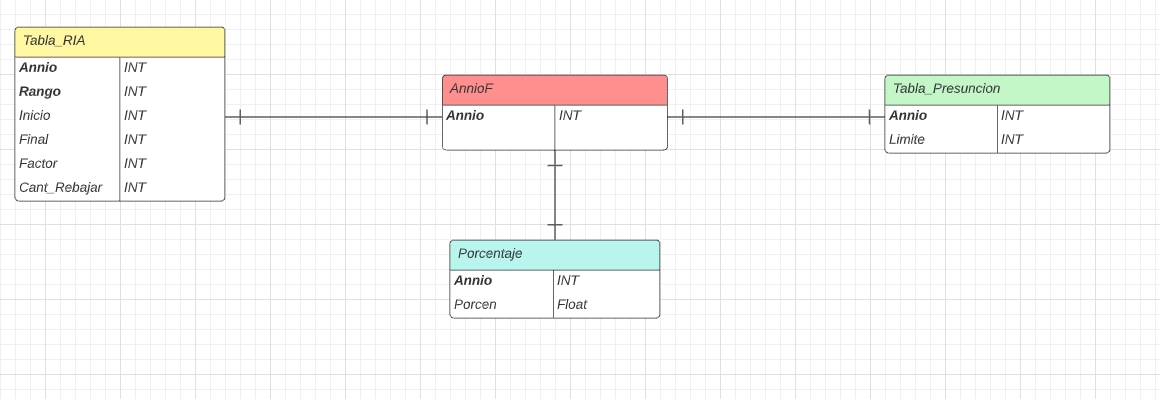 Tabla_RIA
Annio INT
Rango INT
Inicio INT
Final INT
Factor INT
Cant_Rebajar INT
AnnioF
Annio INT
Tabla_Presuncion
Annio INT
Limite INT
Porcentaje
Annio INT
Porcen Float